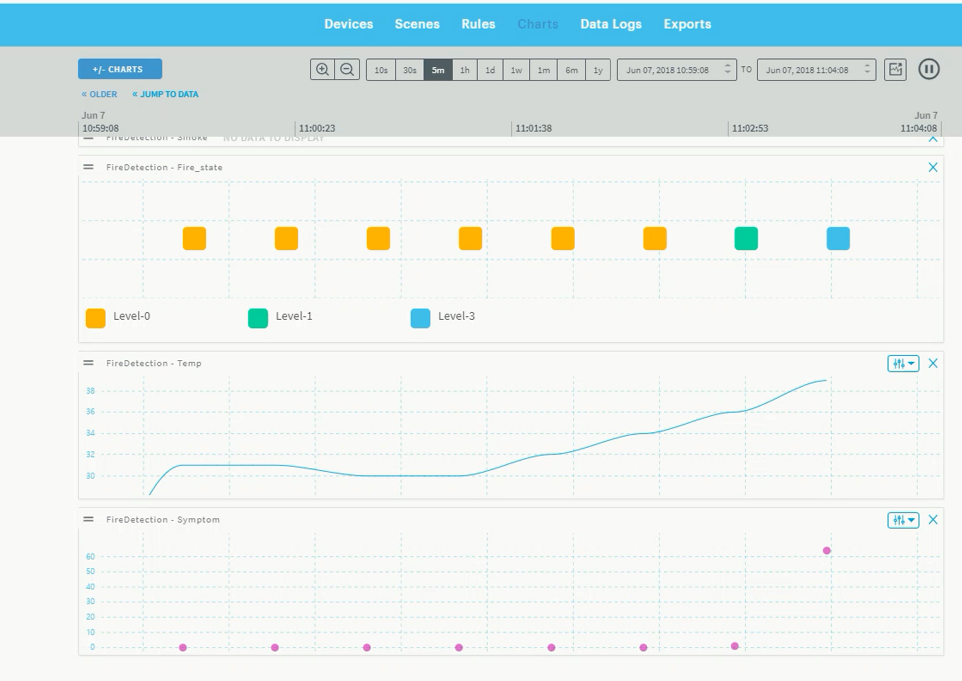 Devices Scenes Rules Charts Data Logs Exports
+/- CHARTS 10s 30s 5m 1h 1d 1w 1m 6m 1y Jun 07, 2018 10:59:08 TO Jun 07, 2018 11:04:08
« OLDER « JUMP TO DATA
Jun 7 Jun 7
10:59:08 11:00:23 11:01:38 11:02:53 11:04:08
FireDetection - Smoke NO DATA TO DISPLAY
FireDetection - Fire_state
Level-0 Level-1 Level-3
FireDetection - Temp
38
36
34
32
30
FireDetection - Symptom
60
50
40
30
20
10
0